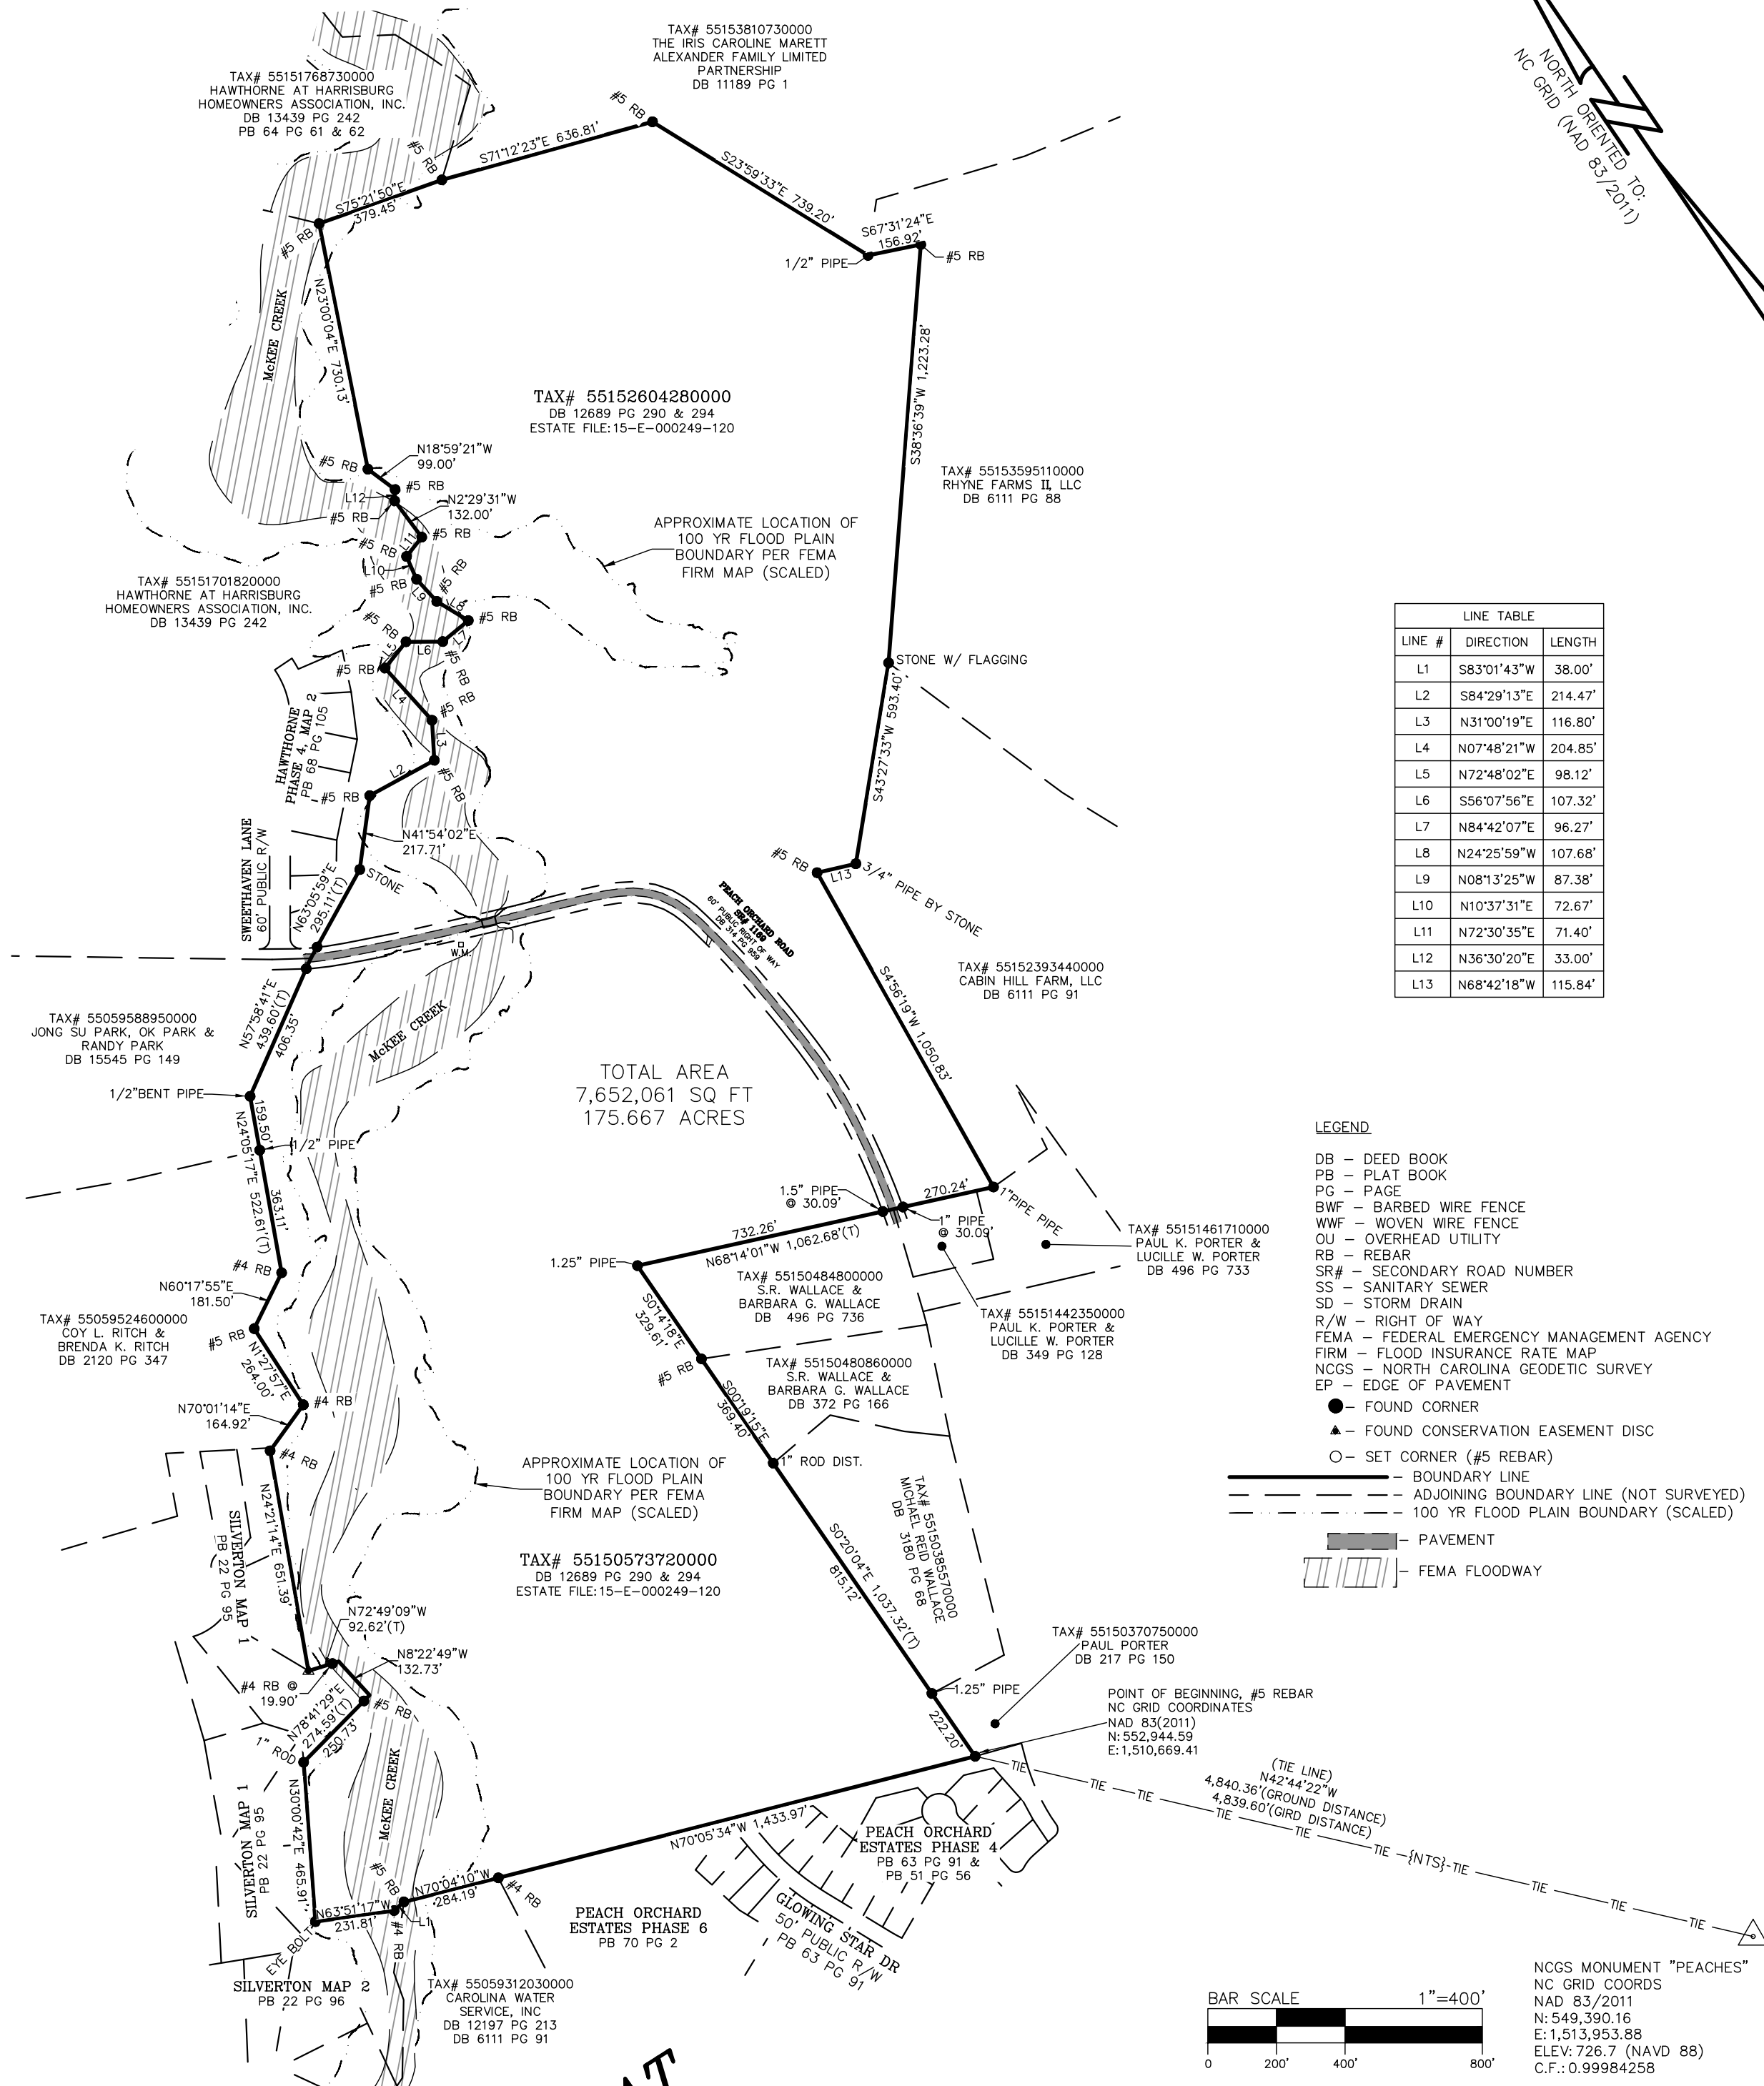 TAX# 55153810730000
THE IRIS CAROLINE MARETT
ALEXANDER FAMILY LIMITED
PARTNERSHIP
DB 11189 PG 1
TAX# 55151768730000
HAWTHORNE AT HARRISBURG
HOMEOWNERS ASSOCIATION, INC.
DB 13439 PG 242
PB 64 PG 61 & 62
NORTH ORIENTED TO:
NC GRID (NAD 83/2011)
#5 RB
#5 RB
S71°12'23"E 636.81'
S23°59'33"E 739.20'
S75°21'50"E
379.45'
#5 RB
S67°31'24"E
156.92'
1/2" PIPE
#5 RB
McKEE CREEK
N23°00'04"E 730.13'
S38°36'39"W 1,223.28'
TAX# 55152604280000
DB 12689 PG 290 & 294
ESTATE FILE:15-E-000249-120
N18°59'21"W
99.00'
#5 RB
#5 RB
L12
N2°29'31"W
132.00'
#5 RB
TAX# 55153595110000
RHYNE FARMS II, LLC
DB 6111 PG 88
APPROXIMATE LOCATION OF
100 YR FLOOD PLAIN
BOUNDARY PER FEMA
FIRM MAP (SCALED)
#5 RB
L11
#5 RB
L10
#5 RB
L9
#5 RB
L8
#5 RB
L7
TAX# 55151701820000
HAWTHORNE AT HARRISBURG
HOMEOWNERS ASSOCIATION, INC.
DB 13439 PG 242
#5 RB
L5
L6
#5 RB
#5 RB
L4
#5 RB
L3
#5 RB
L2
STONE W/ FLAGGING
LINE TABLE
LINE # DIRECTION LENGTH
L1 S83°01'43"W 38.00'
L2 S84°29'13"E 214.47'
L3 N31°00'19"E 116.80'
L4 N07°48'21"W 204.85'
L5 N72°48'02"E 98.12'
L6 S56°07'56"E 107.32'
L7 N84°42'07"E 96.27'
L8 N24°25'59"W 107.68'
L9 N08°13'25"W 87.38'
L10 N10°37'31"E 72.67'
L11 N72°30'35"E 71.40'
L12 N36°30'20"E 33.00'
L13 N68°42'18"W 115.84'
HAWTHORNE
PHASE 4, MAP 2
PB 68 PG 105
#5 RB
S43°27'33"W 593.40'
N41°54'02"E
217.71'
STONE
SWEETHAVEN LANE
60' PUBLIC R/W
N63°05'59"E
295.11'(T)
#5 RB
L13
3/4" PIPE BY STONE
PEACH ORCHARD ROAD
SR# 1169
60' PUBLIC RIGHT OF WAY
DB 314 PG 859
W.M.
S4°56'19"W 1,050.83'
TAX# 55152393440000
CABIN HILL FARM, LLC
DB 6111 PG 91
N57°58'41"E
439.60'(T)
406.35'
TAX# 55059588950000
JONG SU PARK, OK PARK &
RANDY PARK
DB 15545 PG 149
McKEE CREEK
1/2"BENT PIPE
TOTAL AREA
7,652,061 SQ FT
175.667 ACRES
159.50'
N24°05'17"E 522.61'(T)
1/2" PIPE
363.11'
LEGEND
DB – DEED BOOK
PB – PLAT BOOK
PG – PAGE
BWF – BARBED WIRE FENCE
WWF – WOVEN WIRE FENCE
OU – OVERHEAD UTILITY
RB – REBAR
SR# – SECONDARY ROAD NUMBER
SS – SANITARY SEWER
SD – STORM DRAIN
R/W – RIGHT OF WAY
FEMA – FEDERAL EMERGENCY MANAGEMENT AGENCY
FIRM – FLOOD INSURANCE RATE MAP
NCGS – NORTH CAROLINA GEODETIC SURVEY
EP – EDGE OF PAVEMENT
– FOUND CORNER
– FOUND CONSERVATION EASEMENT DISC
– SET CORNER (#5 REBAR)
– BOUNDARY LINE
– ADJOINING BOUNDARY LINE (NOT SURVEYED)
– 100 YR FLOOD PLAIN BOUNDARY (SCALED)
– PAVEMENT
– FEMA FLOODWAY
1.5" PIPE
@ 30.09'
270.24'
1"PIPE PIPE
1" PIPE
@ 30.09'
732.26'
N68°14'01"W 1,062.68'(T)
TAX# 55151461710000
PAUL K. PORTER &
LUCILLE W. PORTER
DB 496 PG 733
1.25" PIPE
#4 RB
TAX# 55150484800000
S.R. WALLACE &
BARBARA G. WALLACE
DB 496 PG 736
TAX# 55151442350000
PAUL K. PORTER &
LUCILLE W. PORTER
DB 349 PG 128
N60°17'55"E
181.50'
S0°14'18"E
329.61'
TAX# 55059524600000
COY L. RITCH &
BRENDA K. RITCH
DB 2120 PG 347
#5 RB
N1°27'57"E
264.00'
#5 RB
TAX# 55150480860000
S.R. WALLACE &
BARBARA G. WALLACE
DB 372 PG 166
S00°19'15"E
369.40'
#4 RB
N70°01'14"E
164.92'
#4 RB
1" ROD DIST.
APPROXIMATE LOCATION OF
100 YR FLOOD PLAIN
BOUNDARY PER FEMA
FIRM MAP (SCALED)
TAX# 55150385570000
MICHAEL REID WALLACE
DB 3180 PG 68
SILVERTON MAP 1
PB 22 PG 95
N24°21'14"E 651.39'
TAX# 55150573720000
DB 12689 PG 290 & 294
ESTATE FILE:15-E-000249-120
S0°20'04"E 1,037.32'(T)
815.12'
N72°49'09"W
92.62'(T)
N8°22'49"W
132.73'
#4 RB @
19.90'
TAX# 55150370750000
PAUL PORTER
DB 217 PG 150
1.25" PIPE
222.20'
POINT OF BEGINNING, #5 REBAR
NC GRID COORDINATES
NAD 83(2011)
N:552,944.59
E:1,510,669.41
#5 RB
N78°41'29"E
274.59'(T)
250.73'
1" ROD
TIE
TIE
TIE
TIE
(TIE LINE)
N42°44'22"W
4,840.36'(GROUND DISTANCE)
4,839.60'(GIRD DISTANCE)
TIE
{NTS}
TIE
TIE
TIE
TIE
SILVERTON MAP 1
PB 22 PG 95
N30°00'42"E 465.91'
McKEE CREEK
N70°05'34"W 1,433.97'
PEACH ORCHARD
ESTATES PHASE 4
PB 63 PG 91 &
PB 51 PG 56
#5 RB
N70°04'10"W
284.19'
#4 RB
N63°51'17"W
231.81'
L1
#4 RB
EYE BOLT
GLOWING STAR DR
50' PUBLIC R/W
PB 63 PG 91
PEACH ORCHARD
ESTATES PHASE 6
PB 70 PG 2
SILVERTON MAP 2
PB 22 PG 96
TAX# 55059312030000
CAROLINA WATER
SERVICE, INC
DB 12197 PG 213
DB 6111 PG 91
BAR SCALE 1"=400'
0 200' 400' 800'
NCGS MONUMENT "PEACHES"
NC GRID COORDS
NAD 83/2011
N:549,390.16
E:1,513,953.88
ELEV:726.7 (NAVD 88)
C.F.:0.99984258